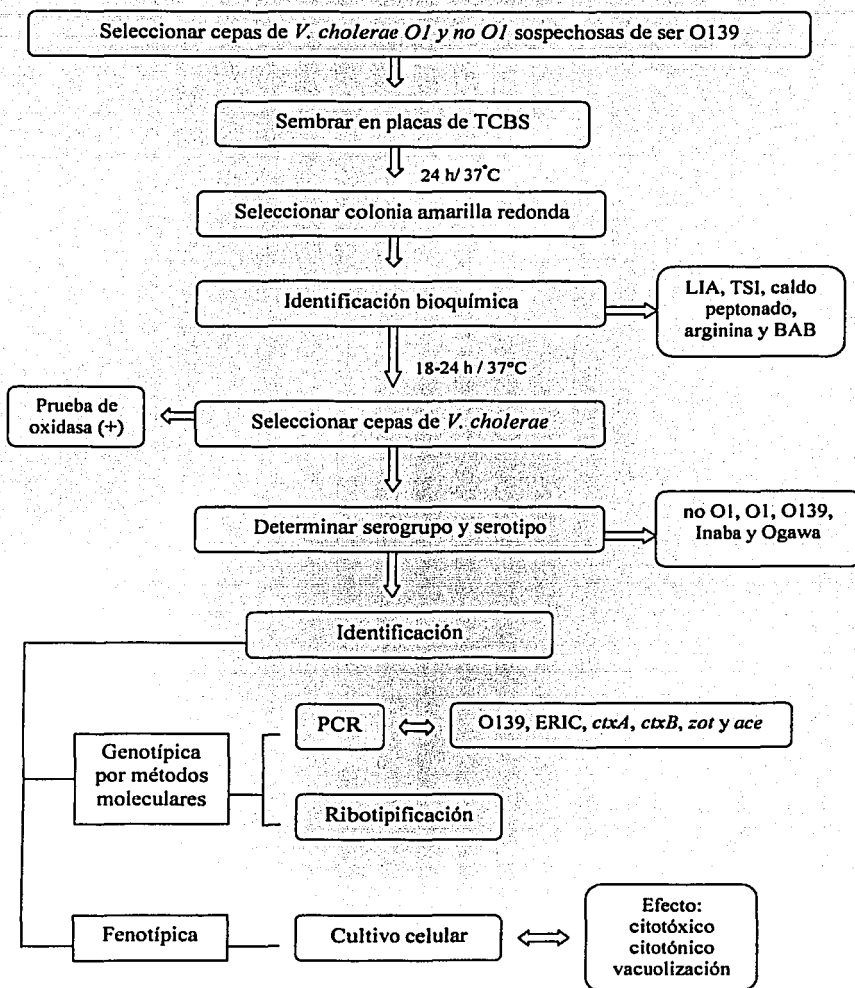 Seleccionar cepas de V. cholerae O1 y no O1 sospechosas de ser O139
Sembrar en placas de TCBS
24 h/ 37°C
Seleccionar colonia amarilla redonda
Identificación bioquímica
LIA, TSI, caldo
peptonado,
arginina y BAB
18-24 h / 37°C
Prueba de
oxidasa (+)
Seleccionar cepas de V. cholerae
Determinar serogrupo y serotipo
no O1, O1, O139,
Inaba y Ogawa
Identificación
PCR
O139, ERIC, ctxA, ctxB, zot y ace
Genotípica
por métodos
moleculares
Ribotipificación
Fenotípica
Cultivo celular
Efecto:
citotóxico
citotónico
vacuolización